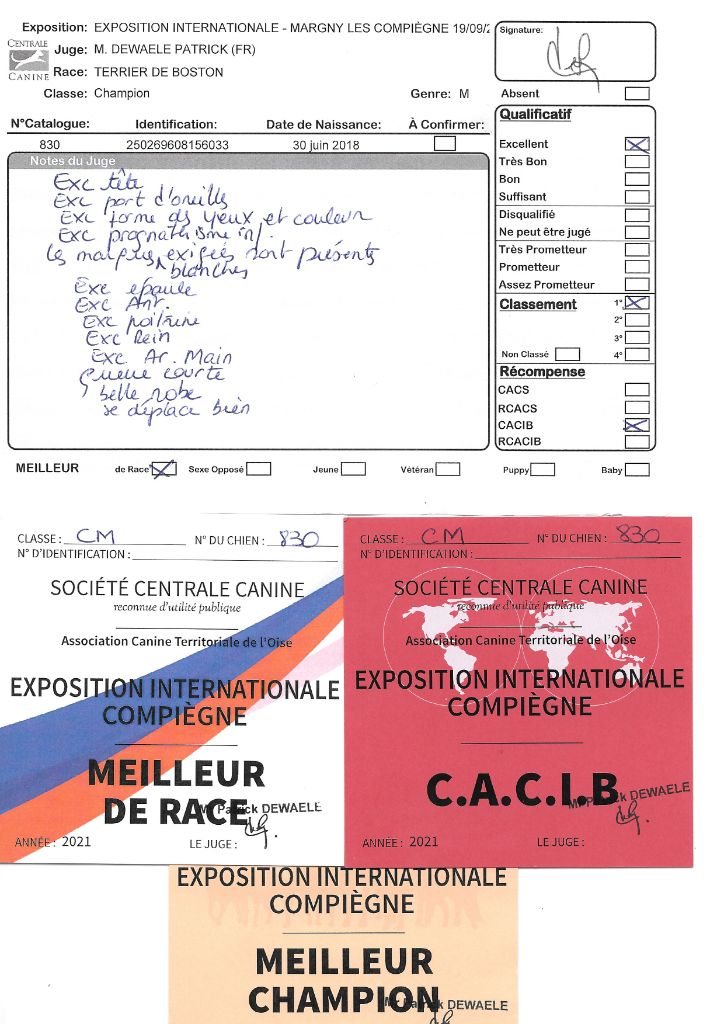 Exposition: EXPOSITION INTERNATIONALE - MARGNY LES COMPIÈGNE 19/09/2
CENTRALE
CANINE
Juge: M. DEWAELE PATRICK (FR)
Race: TERRIER DE BOSTON
Classe: Champion
Genre: M
Signature:
Absent
N°Catalogue: Identification: Date de Naissance: À Confirmer:
830 250269608156033 30 juin 2018
Notes du Juge
Exc tête
Exc port d'oreilles
Exc forme des yeux et couleur
Exc prognathisme inf.
Les marques exigées sont présents
blanches
Exc épaule
Exc Ant.
Exc poitrine
Exc Rein
Exc Ar. Main
Queue courte
belle robe
se déplace bien
Qualificatif
Excellent
Très Bon
Bon
Suffisant
Disqualifié
Ne peut être jugé
Très Prometteur
Prometteur
Assez Prometteur
Classement 1°
2°
3°
Non Classé 4°
Récompense
CACS
RCACS
CACIB
RCACIB
MEILLEUR de Race Sexe Opposé Jeune Vétéran Puppy Baby
CLASSE : CM N° DU CHIEN : 830
N° D'IDENTIFICATION :
SOCIÉTÉ CENTRALE CANINE
reconnue d'utilité publique
Association Canine Territoriale de l'Oise
EXPOSITION INTERNATIONALE
COMPIÈGNE
MEILLEUR
DE RACE
Mr Patrick DEWAELE
ANNÉE : 2021 LE JUGE :
CLASSE : CM N° DU CHIEN : 830
N° D'IDENTIFICATION :
SOCIÉTÉ CENTRALE CANINE
reconnue d'utilité publique
Association Canine Territoriale de l'Oise
EXPOSITION INTERNATIONALE
COMPIÈGNE
C.A.C.I.B
Mr Patrick DEWAELE
ANNÉE : 2021 LE JUGE :
EXPOSITION INTERNATIONALE
COMPIÈGNE
MEILLEUR
CHAMPION
Mr Patrick DEWAELE